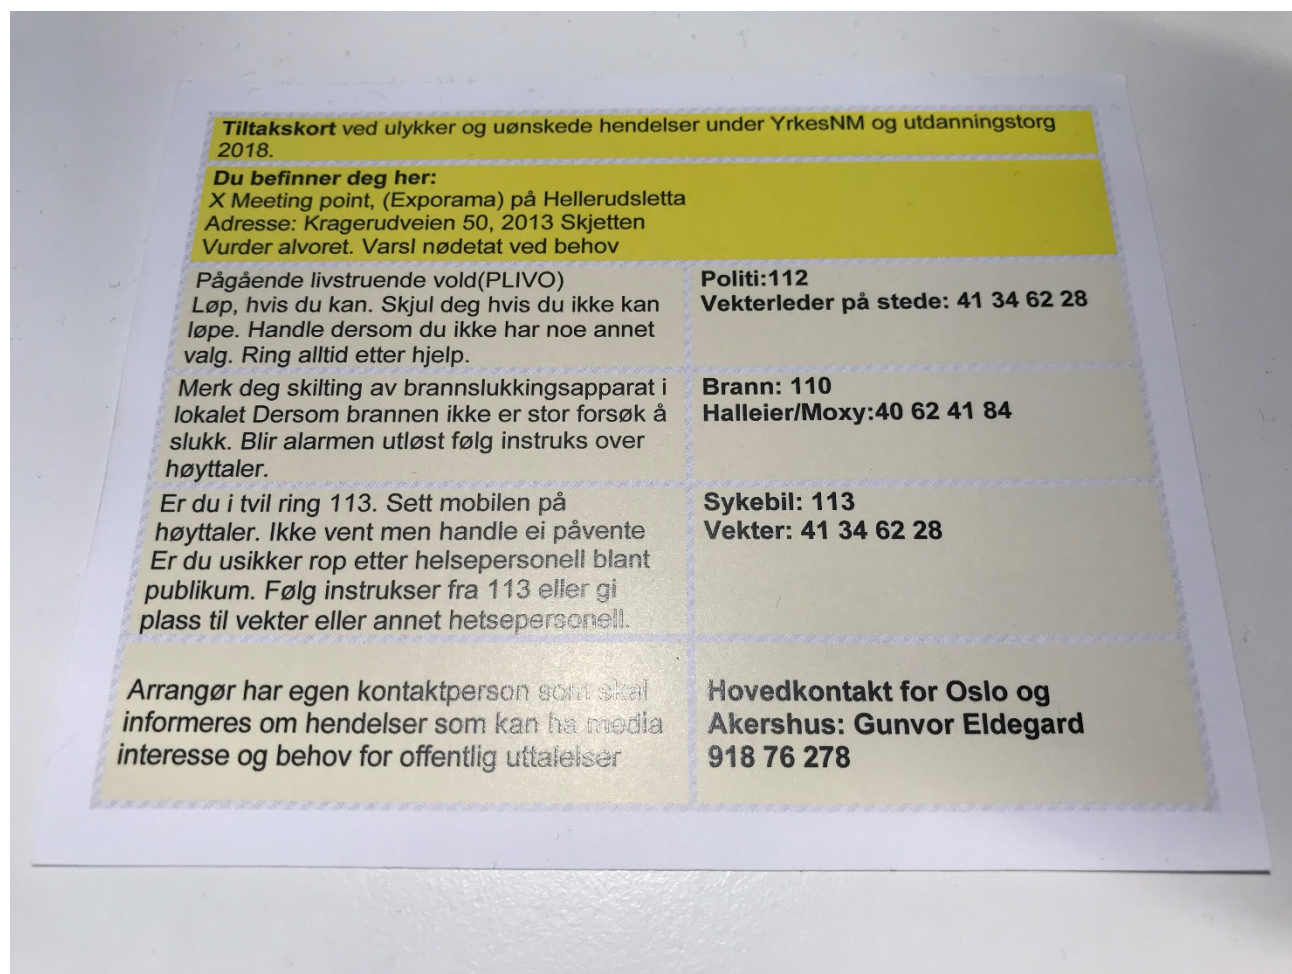 Tiltakskort ved ulykker og uønskede hendelser under YrkesNM og utdanningstorg
2018.
Du befinner deg her:
X Meeting point, (Exporama) på Hellerudsletta
Adresse: Kragerudveien 50, 2013 Skjetten
Vurder alvoret. Varsl nødetat ved behov
Pågående livstruende vold(PLIVO)
Løp, hvis du kan. Skjul deg hvis du ikke kan
løpe. Handle dersom du ikke har noe annet
valg. Ring alltid etter hjelp.
Politi:112
Vekterleder på stede: 41 34 62 28
Merk deg skilting av brannslukkingsapparat i
lokalet Dersom brannen ikke er stor forsøk å
slukk. Blir alarmen utløst følg instruks over
høyttaler.
Brann: 110
Halleier/Moxy:40 62 41 84
Er du i tvil ring 113. Sett mobilen på
høyttaler. Ikke vent men handle ei påvente
Er du usikker rop etter helsepersonell blant
publikum. Følg instrukser fra 113 eller gi
plass til vekter eller annet hetsepersonell.
Sykebil: 113
Vekter: 41 34 62 28
Arrangør har egen kontaktperson som skal
informeres om hendelser som kan ha media
interesse og behov for offentlig uttalelser
Hovedkontakt for Oslo og
Akershus: Gunvor Eldegard
918 76 278